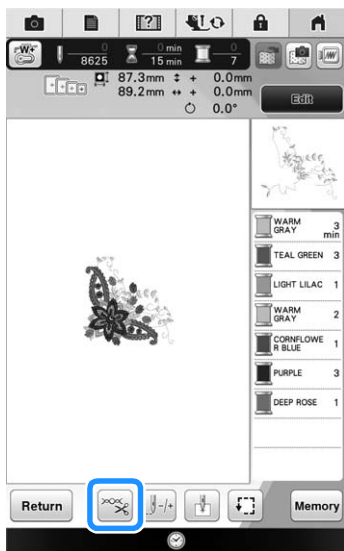 W+
0
8625
0 min
15 min
0
7
87.3mm + 0.0mm
89.2mm + 0.0mm
0.0°
Edit
WARM GRAY 3 min
TEAL GREEN 3
LIGHT LILAC 1
WARM GRAY 2
CORNFLOWE
R BLUE 1
PURPLE 3
DEEP ROSE 1
Return
-/+
Memory